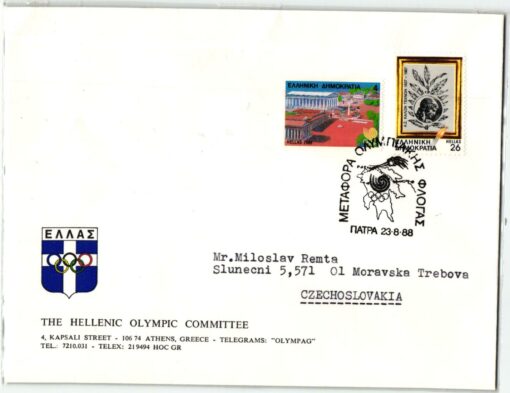 ΕΛΛΗΝΙΚΗ ΔΗΜΟΚΡΑΤΙΑ 4
HELLAS
ΕΛΛΗΝΙΚΗ
ΔΗΜΟΚΡΑΤΙΑ
HELLAS
26
ΜΕΤΑΦΟΡΑ ΟΛΥΜΠΙΑΚΗΣ ΦΛΟΓΑΣ
ΠΑΤΡΑ 23-8-88
ΕΛΛΑΣ
Mr.Miloslav Remta
Slunecni 5,571 01 Moravska Trebova
CZECHOSLOVAKIA
THE HELLENIC OLYMPIC COMMITTEE
4, KAPSALI STREET - 106 74 ATHENS, GREECE - TELEGRAMS: "OLYMPAG"
TEL.: 7210.031 - TELEX: 219494 HOC GR